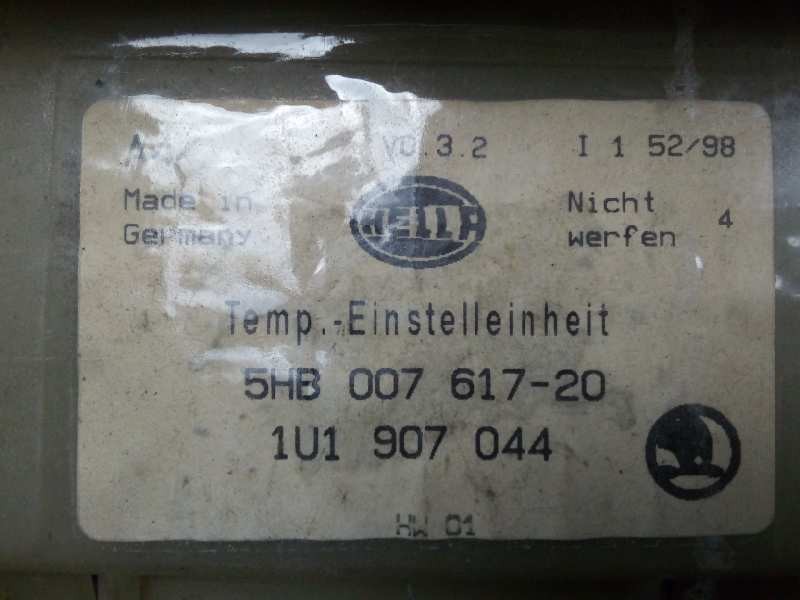 V0.3.2 I 1 52/98
Made in Germany
HELLA
Nicht werfen 4
Temp.-Einstelleinheit
5HB 007 617-20
1U1 907 044
HW 01